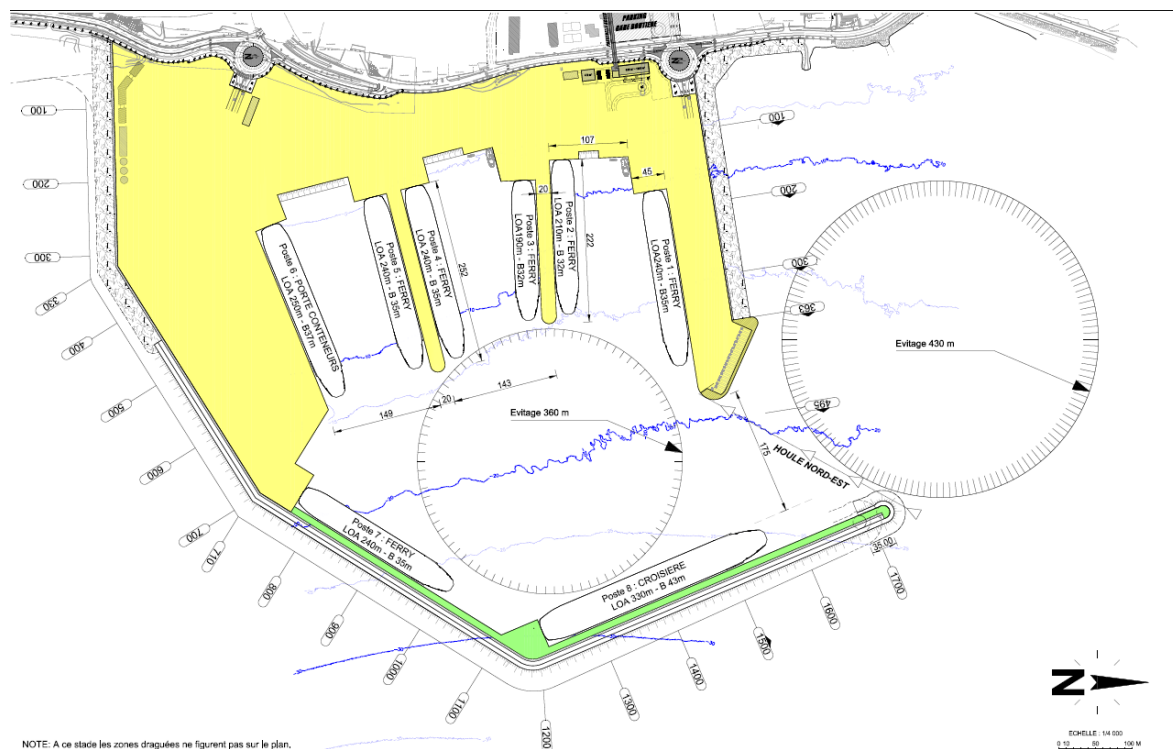 PARKING
GARE ROUTIERE
100
200
300
330
400
500
600
700
710
800
900
1000
1100
1200
1300
1400
1500
1600
1700
100
200
300
363
495
107
45
20
222
252
143
20
149
175
35.00
Poste 1 : FERRY
LOA240m - B35m
Poste 2 : FERRY
LOA 210m - B 32m
Poste 3 : FERRY
LOA190m - B32m
Poste 4 : FERRY
LOA 240m - B 35m
Poste 5 : FERRY
LOA 240m - B 35m
Poste 6 : PORTE CONTENEURS
LOA 250m - B37m
Poste 7 : FERRY
LOA 240m - B 35m
Poste 8 : CROISIERE
LOA 330m - B 43m
Evitage 360 m
Evitage 430 m
HOULE NORD-EST
N
ECHELLE : 1/4 000
0 10 50 100 M
NOTE: A ce stade les zones draguées ne figurent pas sur le plan,